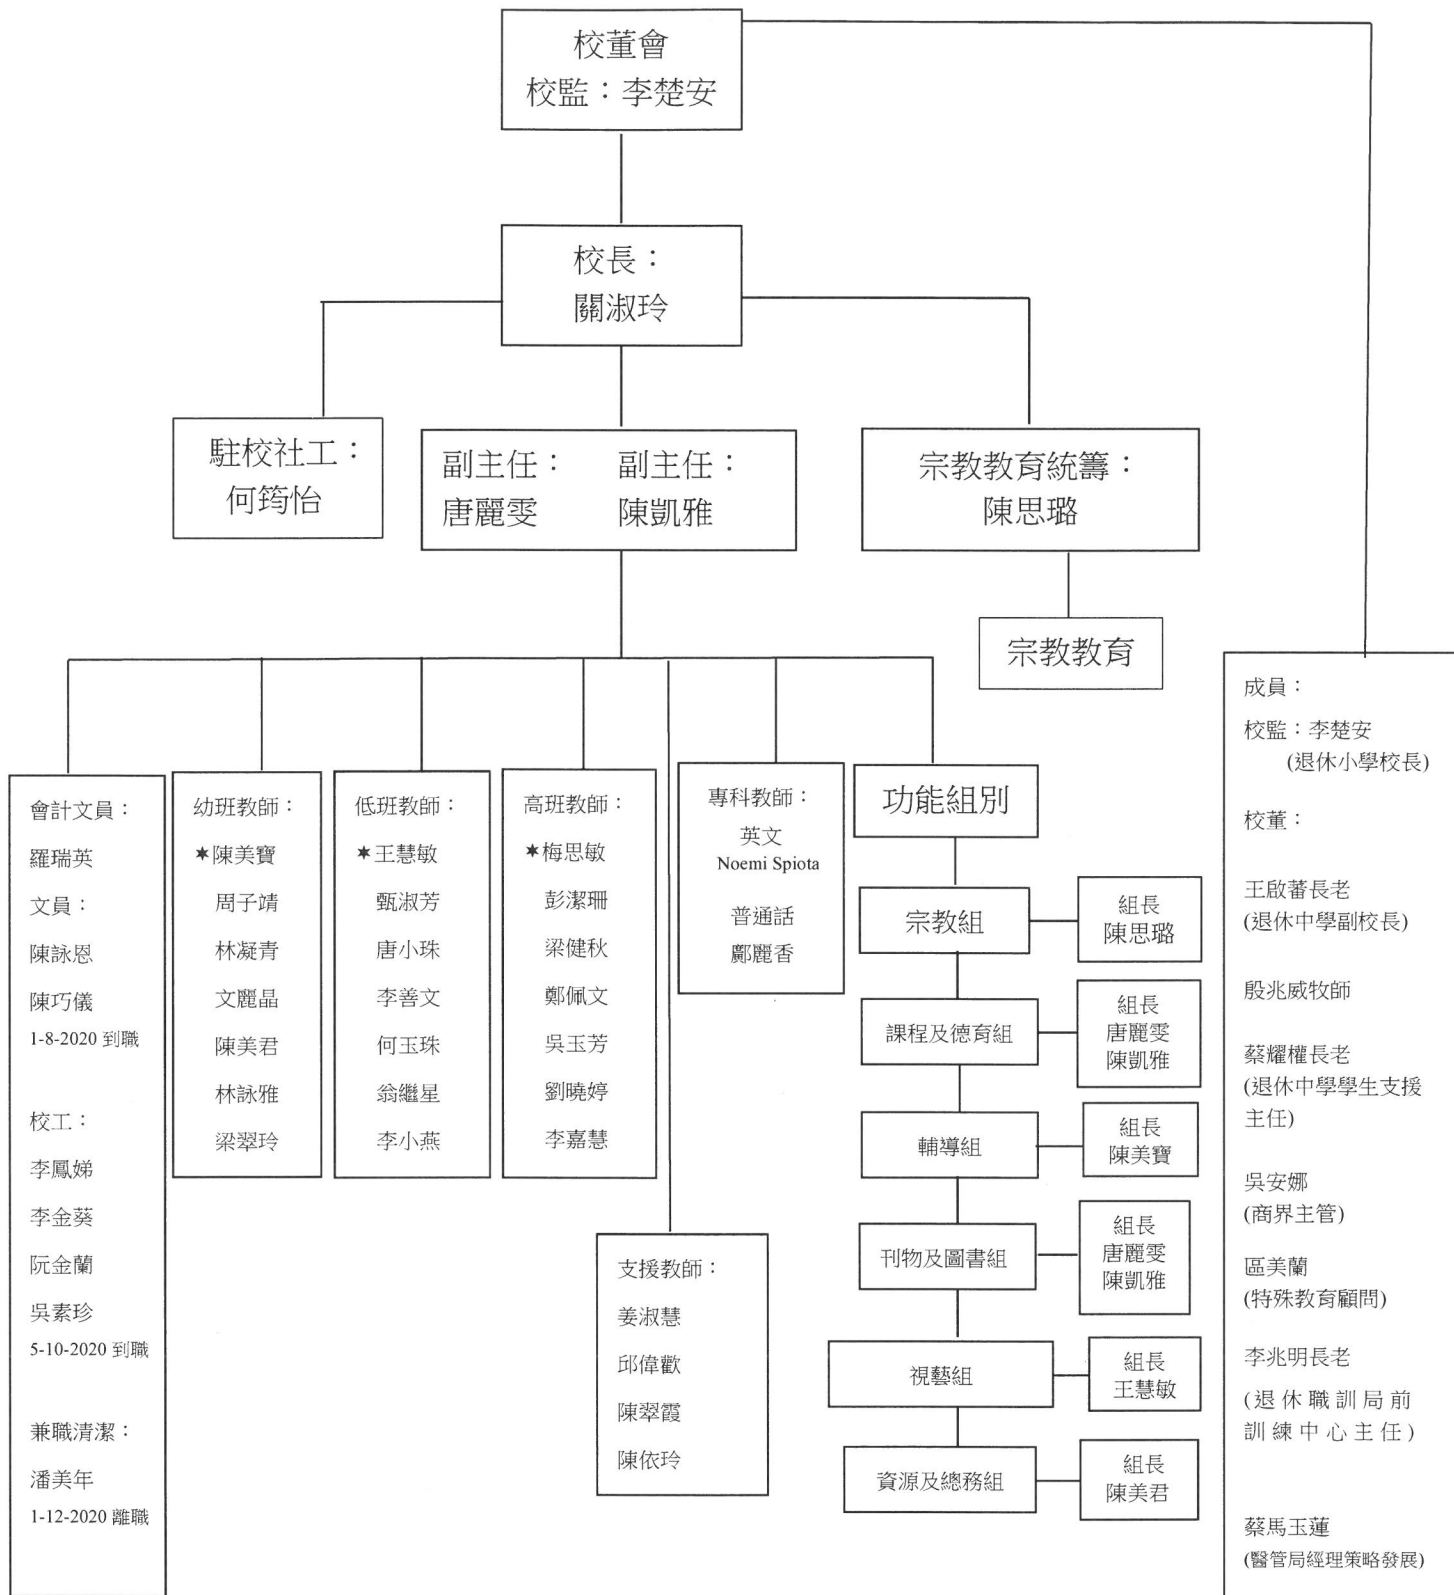 校董會
校監：李楚安
校長：
關淑玲
駐校社工：
何筠怡
副主任：　副主任：
唐麗雯　陳凱雅
宗教教育統籌：
陳思璐
宗教教育
會計文員：
羅瑞英
文員：
陳詠恩
陳巧儀
1-8-2020 到職
校工：
李鳳娣
李金葵
阮金蘭
吳素珍
5-10-2020 到職
兼職清潔：
潘美年
1-12-2020 離職
幼班教師：
★陳美寶
周子靖
林凝青
文麗晶
陳美君
林詠雅
梁翠玲
低班教師：
★王慧敏
甄淑芳
唐小珠
李善文
何玉珠
翁繼星
李小燕
高班教師：
★梅思敏
彭潔珊
梁健秋
鄭佩文
吳玉芳
劉曉婷
李嘉慧
支援教師：
姜淑慧
邱偉歡
陳翠霞
陳依玲
專科教師：
英文
Noemi Spiota
普通話
鄺麗香
功能組別
宗教組
組長
陳思璐
課程及德育組
組長
唐麗雯
陳凱雅
輔導組
組長
陳美寶
刊物及圖書組
組長
唐麗雯
陳凱雅
視藝組
組長
王慧敏
資源及總務組
組長
陳美君
成員：
校監：李楚安
(退休小學校長)
校董：
王啟蕃長老
(退休中學副校長)
殷兆威牧師
蔡耀權長老
(退休中學學生支援
主任)
吳安娜
(商界主管)
區美蘭
(特殊教育顧問)
李兆明長老
(退休職訓局前
訓練中心主任)
蔡馬玉蓮
(醫管局經理策略發展)